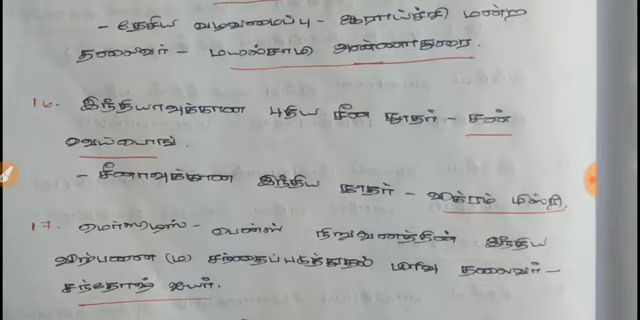 - தேசிய வடிவமைப்பு - ஆராய்ச்சி மன்ற
தலைவர் - மயில்சாமி அண்ணாதுரை.
16. இந்தியாவுக்கான புதிய சீன தூதர் - சன்
வெய்டாங்.
- சீனாவுக்கான இந்திய தூதர் - விக்ரம் மிஸ்ரி.
17. மெர்சிடிஸ் - பென்ஸ் நிறுவனத்தின் இந்திய
விற்பனை (ம) சந்தைப்படுத்துதல் பிரிவு தலைவர் -
சந்தோஷ் ஐயர்.